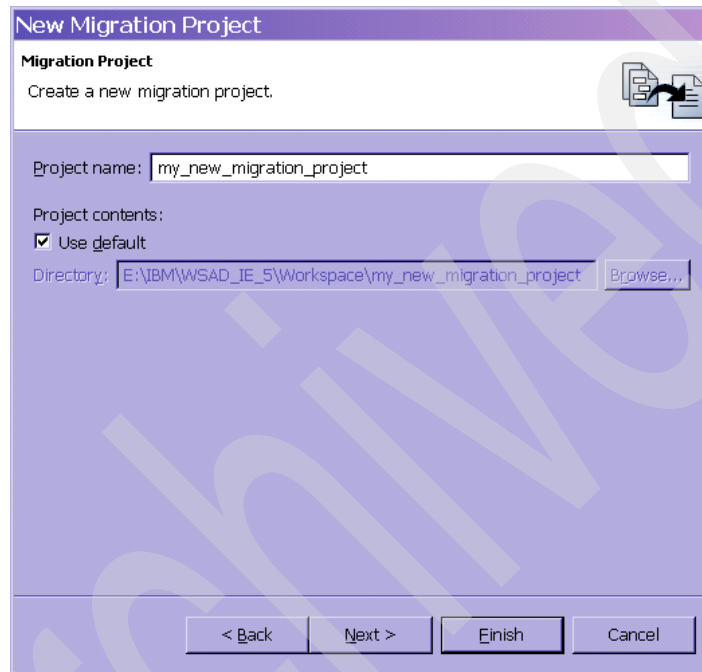 New Migration Project
Migration Project
Create a new migration project.
Project name: my_new_migration_project
Project contents:
Use default
Directory: E:\IBM\WSAD_IE_5\Workspace\my_new_migration_project Browse...
< Back Next > Finish Cancel